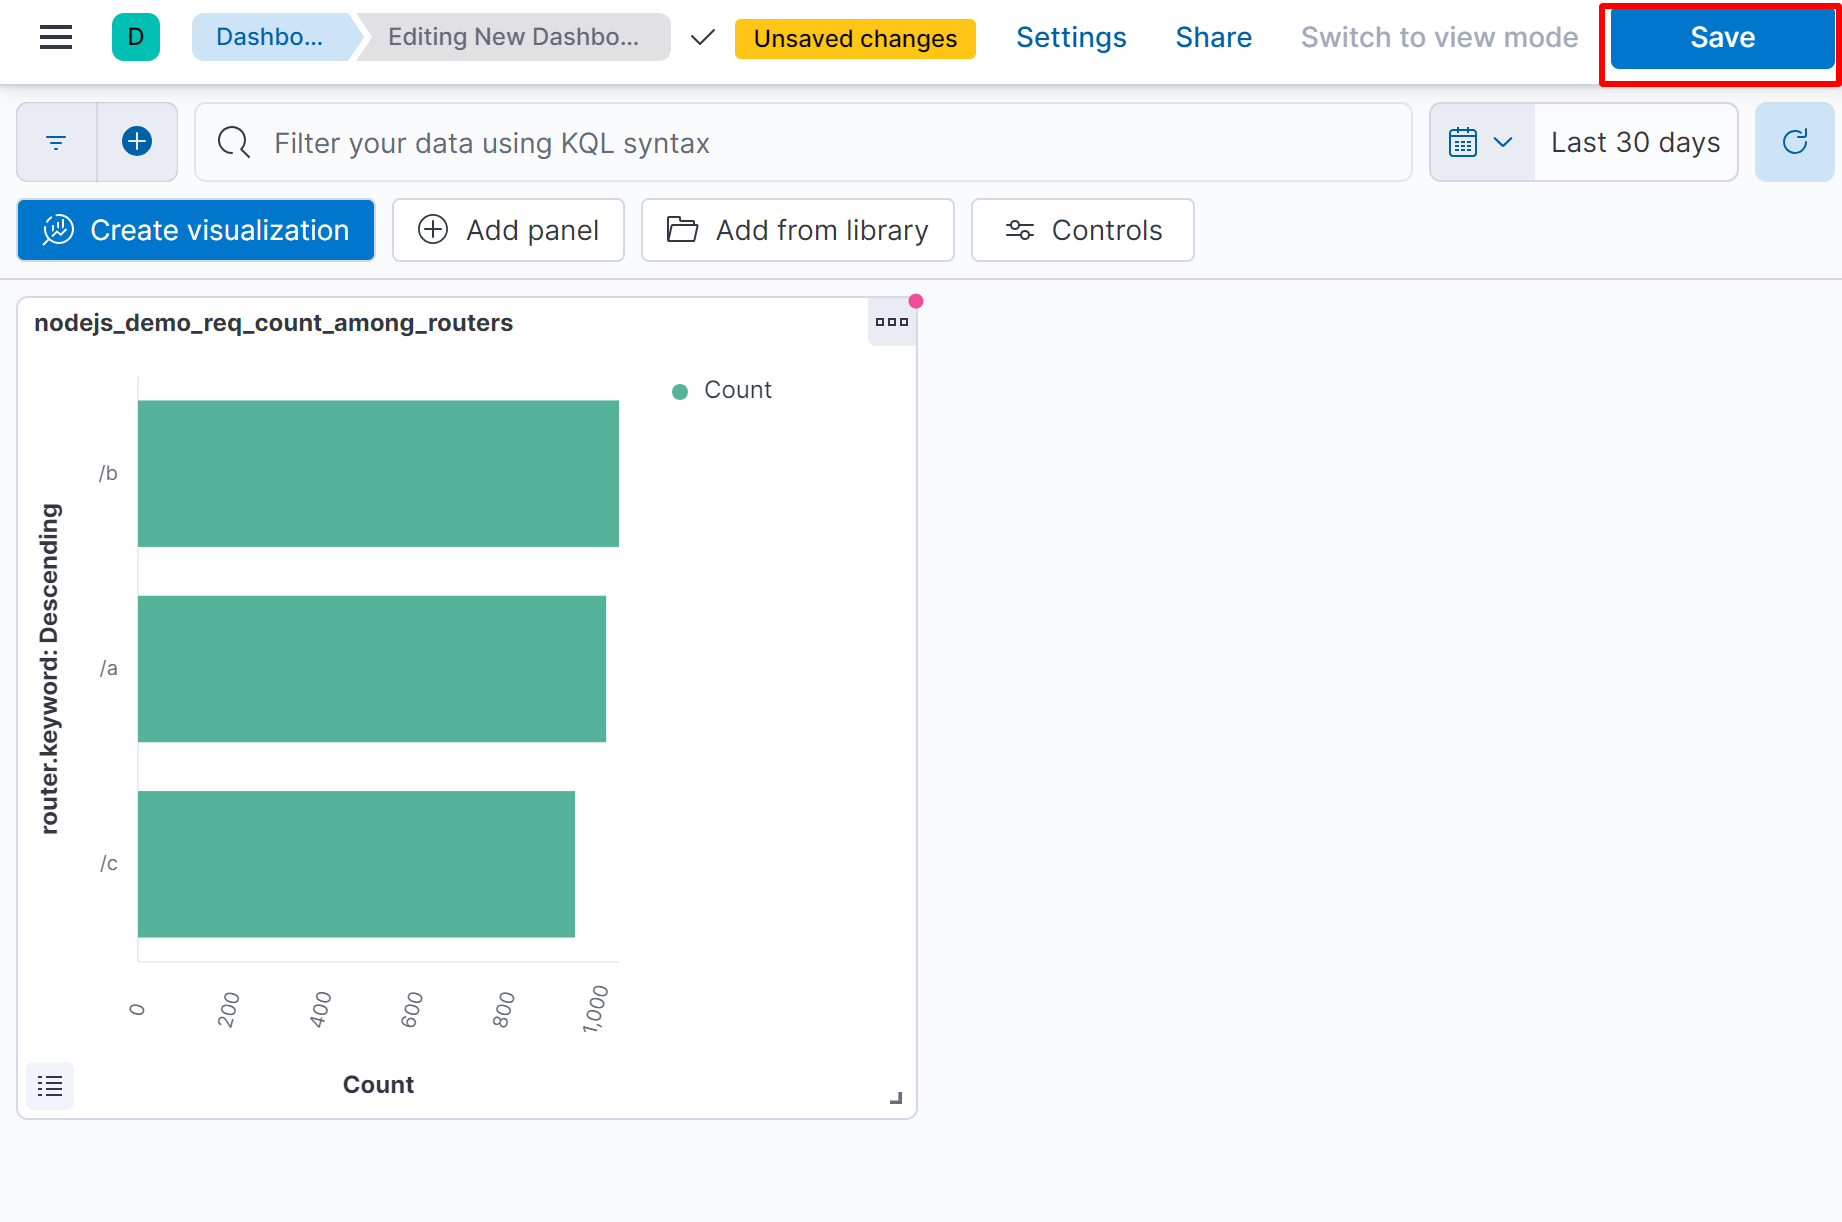 D
Dashbo...
Editing New Dashbo...
Unsaved changes
Settings
Share
Switch to view mode
Save
Filter your data using KQL syntax
Last 30 days
Create visualization
Add panel
Add from library
Controls
nodejs_demo_req_count_among_routers
Count
router.keyword: Descending
/b
/a
/c
0
200
400
600
800
1,000
Count